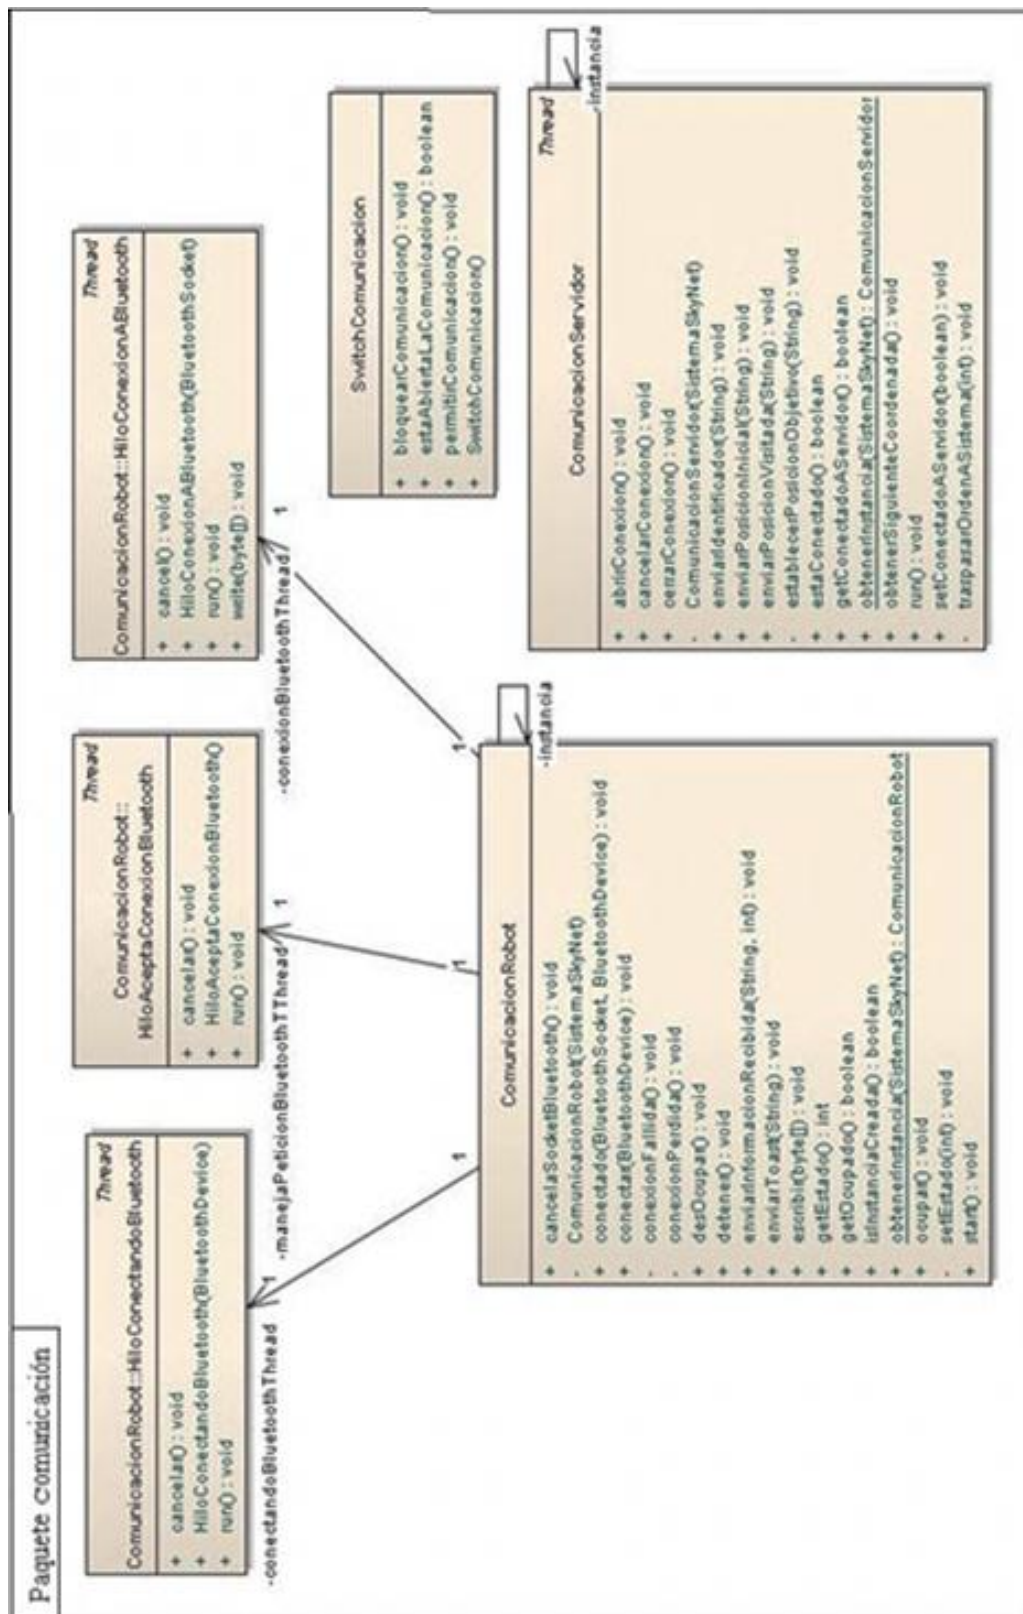 Paquete comunicación
Thread
ComunicacionRobot::HiloConectandoBluetooth
+ cancelar() : void
+ HiloConectandoBluetooth(BluetoothDevice)
+ run() : void
-conectandoBluetoothThread
1
1
Thread
ComunicacionRobot::
HiloAceptaConexionBluetooth
+ cancela() : void
+ HiloAceptaConexionBluetooth()
+ run() : void
-manejaPeticionBluetoothTThread
1
1
Thread
ComunicacionRobot::HiloConexionABluetooth
+ cancel() : void
+ HiloConexionABluetooth(BluetoothSocket)
+ run() : void
+ write(byte[]) : void
-conexionBluetoothThread
1
1
SwitchComunicacion
+ bloquearComunicacion() : void
+ estaAbiertaLaComunicacion() : boolean
+ permitirComunicacion() : void
+ SwitchComunicacion()
ComunicacionRobot
-instancia
+ cancelaSocketBluetooth() : void
- ComunicacionRobot(SistemaSkyNet)
+ conectado(BluetoothSocket, BluetoothDevice) : void
+ conectar(BluetoothDevice) : void
- conexionFallida() : void
- conexionPerdida() : void
+ desOcupar() : void
+ detener() : void
+ enviarInformacionRecibida(String, int) : void
+ enviarToast(String) : void
+ escribir(byte[]) : void
+ getEstado() : int
+ getOcupado() : boolean
+ isInstanciaCreada() : boolean
+ obtenerInstancia(SistemaSkyNet) : ComunicacionRobot
+ ocupar() : void
- setEstado(int) : void
+ start() : void
Thread
ComunicacionServidor
-instancia
+ abrirConexion() : void
+ cancelarConexion() : void
+ cerrarConexion() : void
- ComunicacionServidor(SistemaSkyNet)
+ enviarIdentificador(String) : void
+ enviarPosicionInicial(String) : void
+ enviarPosicionVisitada(String) : void
- establecerPosicionObjetivo(String) : void
+ estaConectado() : boolean
+ getConectadoAServidor() : boolean
+ obtenerInstancia(SistemaSkyNet) : ComunicacionServidor
+ obtenerSiguienteCoordenada() : void
+ run() : void
+ setConectadoAServidor(boolean) : void
- traspasarOrdenASistema(int) : void